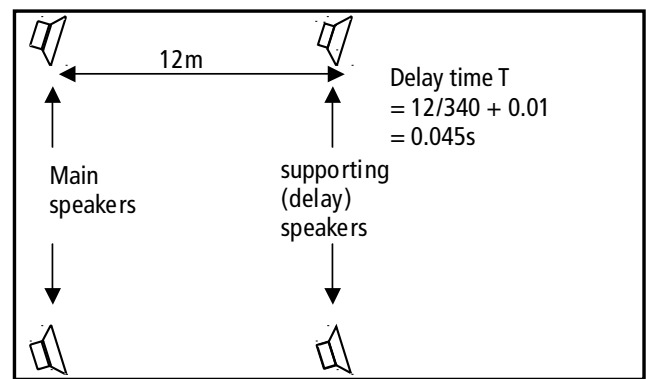 12m
Delay time T
= 12/340 + 0.01
= 0.045s
Main
speakers
supporting
(delay)
speakers